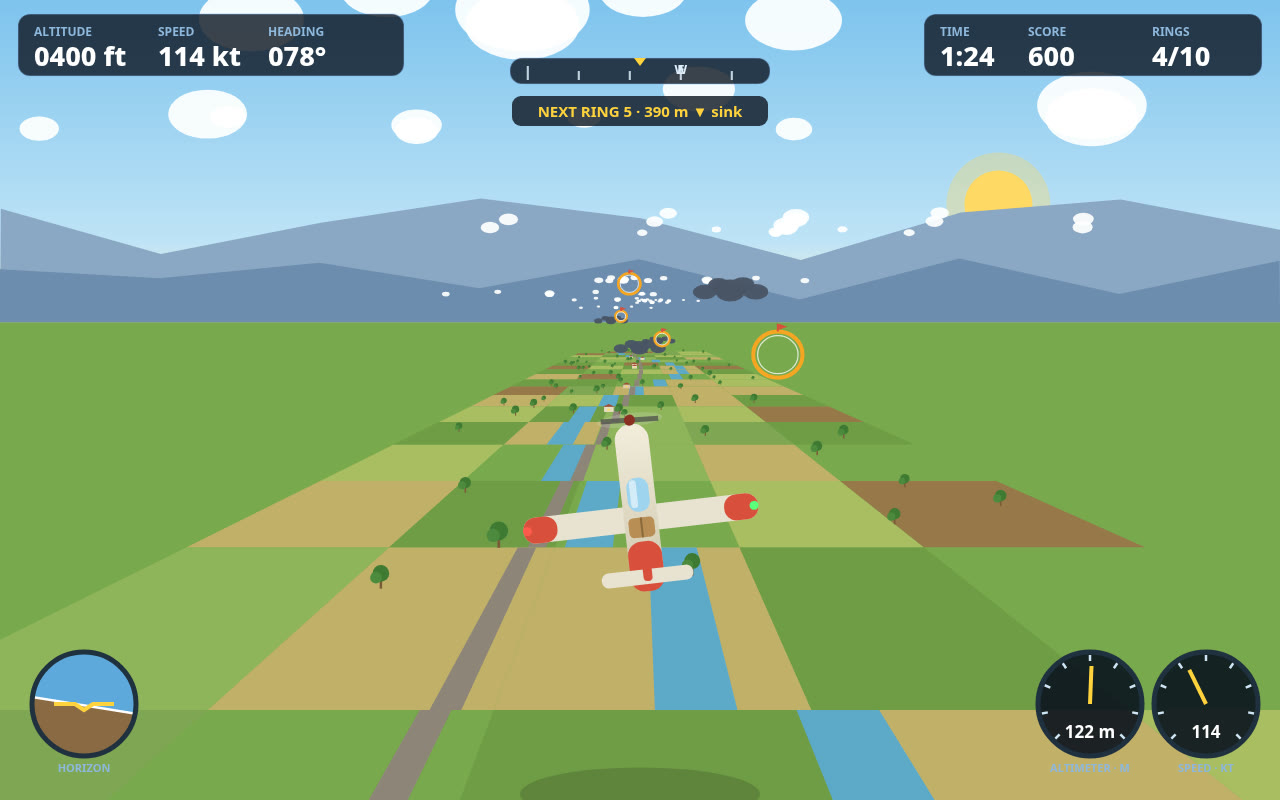 ALTITUDE SPEED HEADING
0400 ft 114 kt 078°
TIME SCORE RINGS
1:24 600 4/10
NEXT RING 5 · 390 m ▼ sink
122 m
114
HORIZON